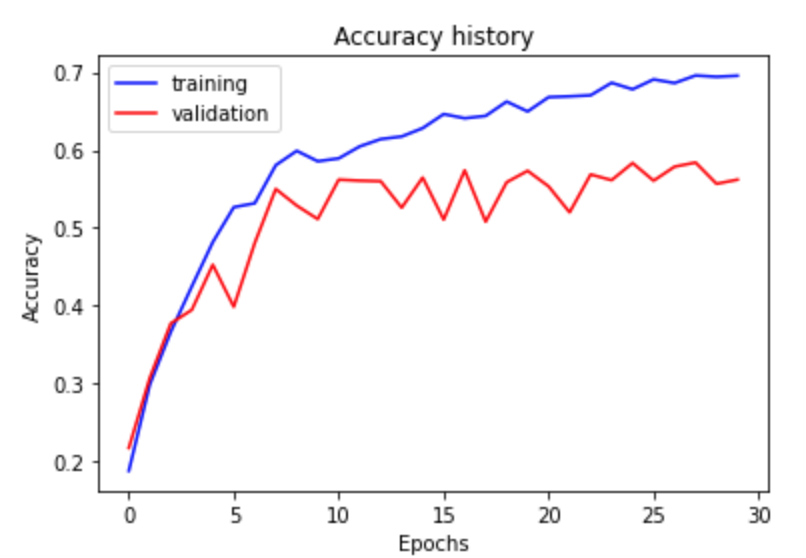 Accuracy history
training
validation
0.7
0.6
0.5
0.4
0.3
0.2
Accuracy
0 5 10 15 20 25 30
Epochs